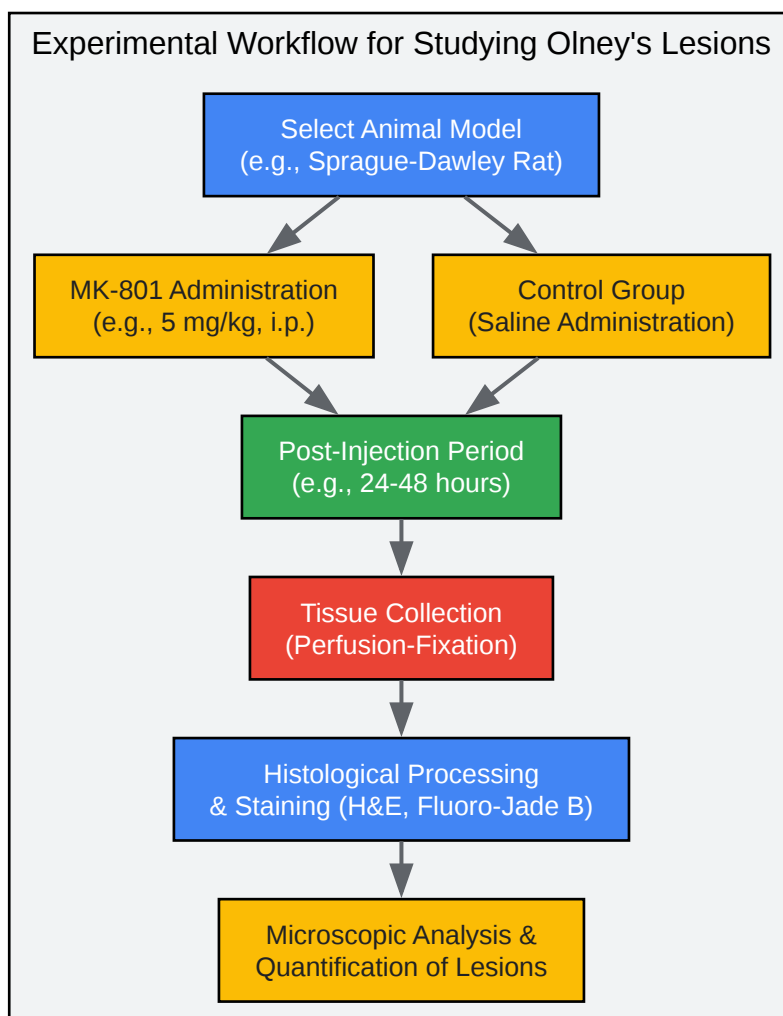 Experimental Workflow for Studying Olney's Lesions
Select Animal Model
(e.g., Sprague-Dawley Rat)
MK-801 Administration
(e.g., 5 mg/kg, i.p.)
Control Group
(Saline Administration)
Post-Injection Period
(e.g., 24-48 hours)
Tissue Collection
(Perfusion-Fixation)
Histological Processing
& Staining (H&E, Fluoro-Jade B)
Microscopic Analysis &
Quantification of Lesions